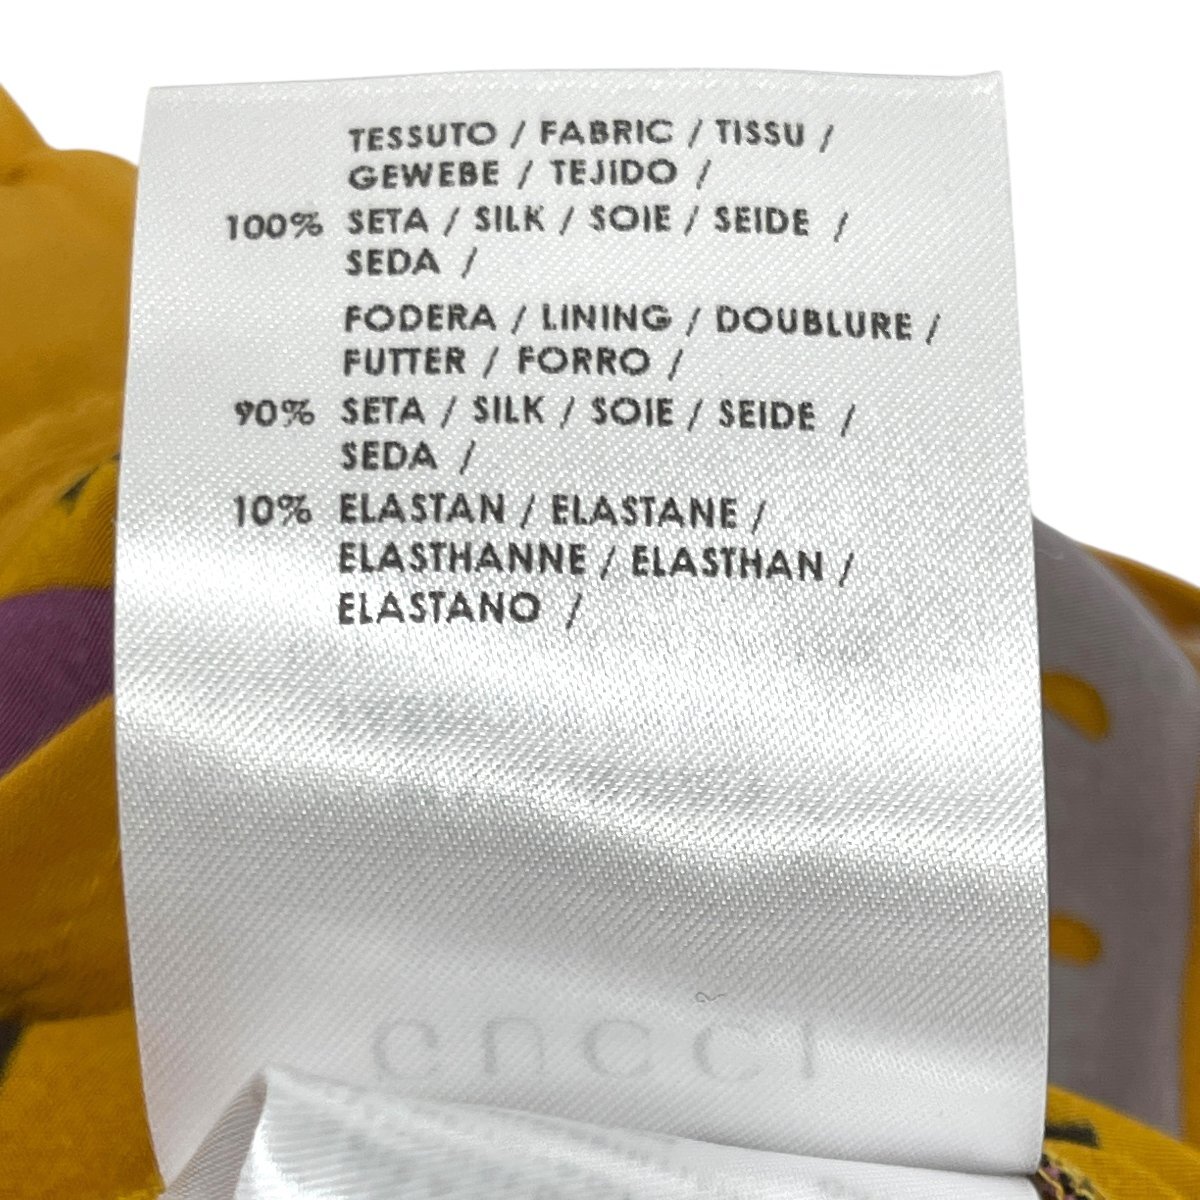 TESSUTO / FABRIC / TISSU /
GEWEBE / TEJIDO /
100% SETA / SILK / SOIE / SEIDE /
SEDA /
FODERA / LINING / DOUBLURE /
FUTTER / FORRO /
90% SETA / SILK / SOIE / SEIDE /
SEDA /
10% ELASTAN / ELASTANE /
ELASTHANNE / ELASTHAN /
ELASTANO /
GUCCI